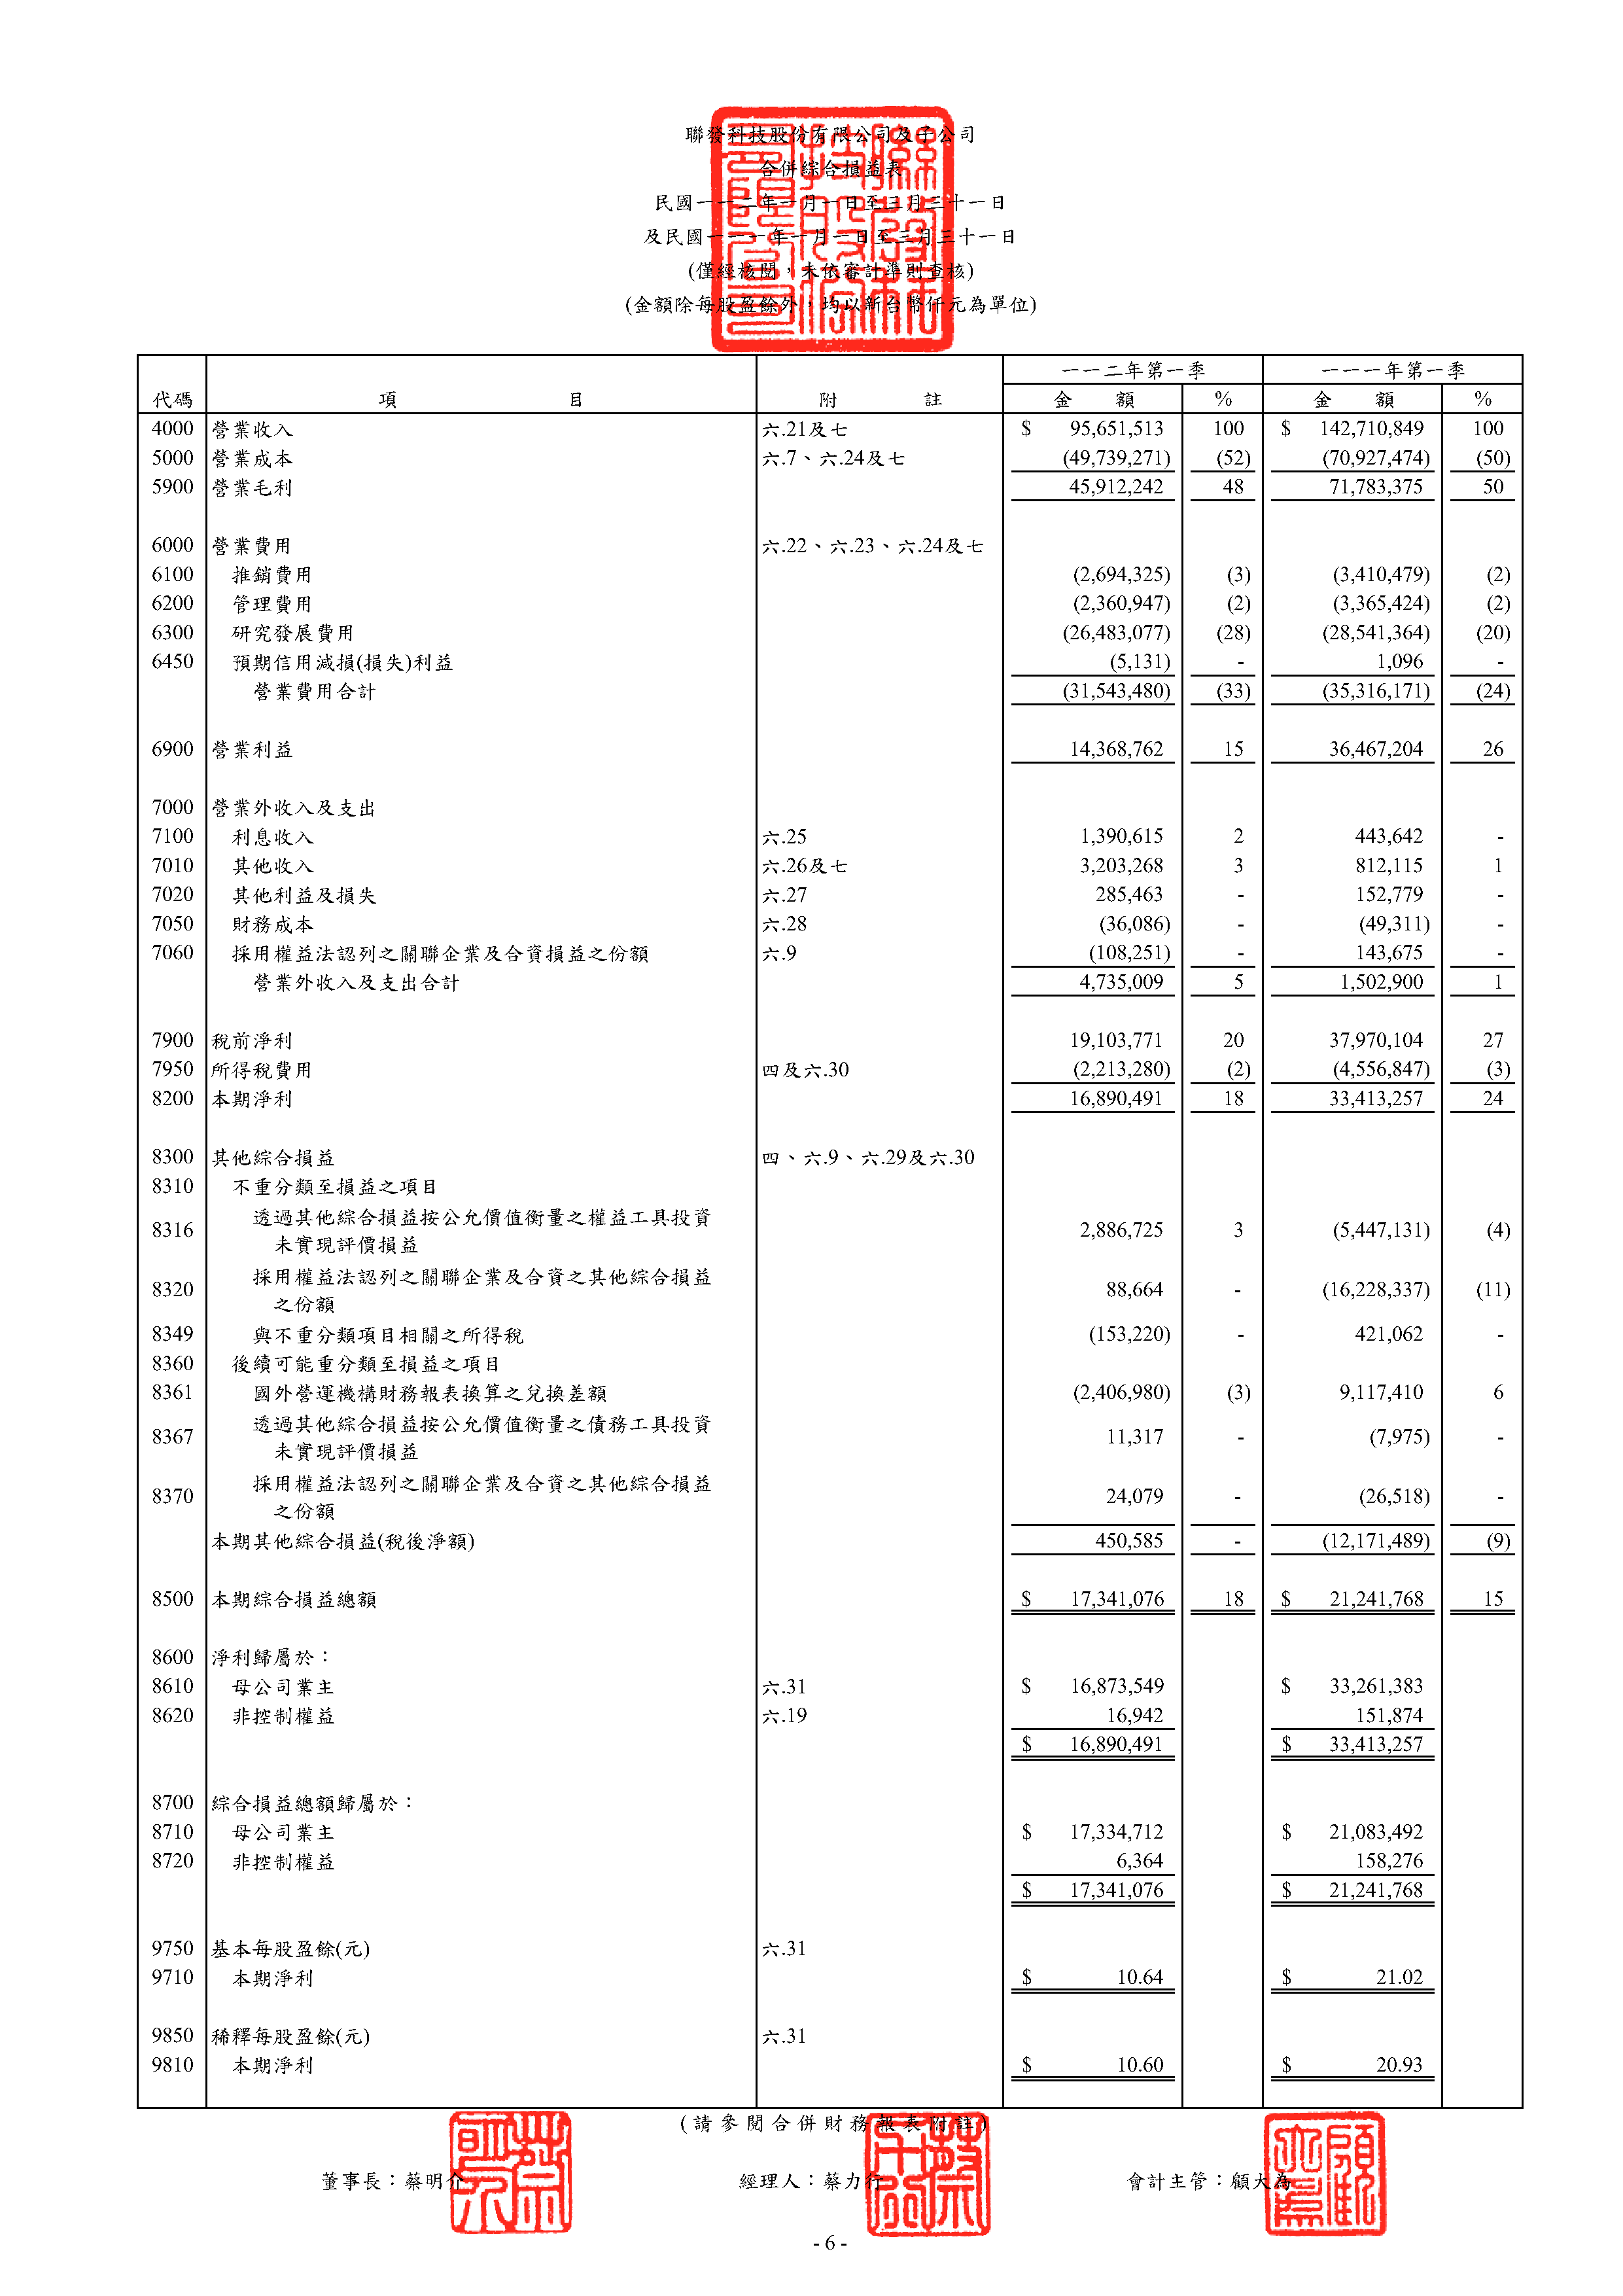 聯發科技股份有限公司及子公司
合併綜合損益表
民國一一二年一月一日至三月三十一日
及民國一一一年一月一日至三月三十一日
(僅經核閱，未依審計準則查核)
(金額除每股盈餘外，均以新台幣仟元為單位)
一一二年第一季 一一一年第一季
代碼 項 目 附 註 金 額 % 金 額 %
4000 營業收入 六.21及七 $ 95,651,513 100 $ 142,710,849 100
5000 營業成本 六.7、六.24及七 (49,739,271) (52) (70,927,474) (50)
5900 營業毛利 45,912,242 48 71,783,375 50
6000 營業費用 六.22、六.23、六.24及七
6100 推銷費用 (2,694,325) (3) (3,410,479) (2)
6200 管理費用 (2,360,947) (2) (3,365,424) (2)
6300 研究發展費用 (26,483,077) (28) (28,541,364) (20)
6450 預期信用減損(損失)利益 (5,131) - 1,096 -
營業費用合計 (31,543,480) (33) (35,316,171) (24)
6900 營業利益 14,368,762 15 36,467,204 26
7000 營業外收入及支出
7100 利息收入 六.25 1,390,615 2 443,642 -
7010 其他收入 六.26及七 3,203,268 3 812,115 1
7020 其他利益及損失 六.27 285,463 - 152,779 -
7050 財務成本 六.28 (36,086) - (49,311) -
7060 採用權益法認列之關聯企業及合資損益之份額 六.9 (108,251) - 143,675 -
營業外收入及支出合計 4,735,009 5 1,502,900 1
7900 稅前淨利 19,103,771 20 37,970,104 27
7950 所得稅費用 四及六.30 (2,213,280) (2) (4,556,847) (3)
8200 本期淨利 16,890,491 18 33,413,257 24
8300 其他綜合損益 四、六.9、六.29及六.30
8310 不重分類至損益之項目
8316 透過其他綜合損益按公允價值衡量之權益工具投資 2,886,725 3 (5,447,131) (4)
未實現評價損益
8320 採用權益法認列之關聯企業及合資之其他綜合損益 88,664 - (16,228,337) (11)
之份額
8349 與不重分類項目相關之所得稅 (153,220) - 421,062 -
8360 後續可能重分類至損益之項目
8361 國外營運機構財務報表換算之兌換差額 (2,406,980) (3) 9,117,410 6
8367 透過其他綜合損益按公允價值衡量之債務工具投資 11,317 - (7,975) -
未實現評價損益
8370 採用權益法認列之關聯企業及合資之其他綜合損益 24,079 - (26,518) -
之份額
本期其他綜合損益(稅後淨額) 450,585 - (12,171,489) (9)
8500 本期綜合損益總額 $ 17,341,076 18 $ 21,241,768 15
8600 淨利歸屬於：
8610 母公司業主 六.31 $ 16,873,549 $ 33,261,383
8620 非控制權益 六.19 16,942 151,874
$ 16,890,491 $ 33,413,257
8700 綜合損益總額歸屬於：
8710 母公司業主 $ 17,334,712 $ 21,083,492
8720 非控制權益 6,364 158,276
$ 17,341,076 $ 21,241,768
9750 基本每股盈餘(元) 六.31
9710 本期淨利 $ 10.64 $ 21.02
9850 稀釋每股盈餘(元) 六.31
9810 本期淨利 $ 10.60 $ 20.93
(請參閱合併財務報表附註)
董事長：蔡明介 經理人：蔡力行 會計主管：顧大為
- 6 -